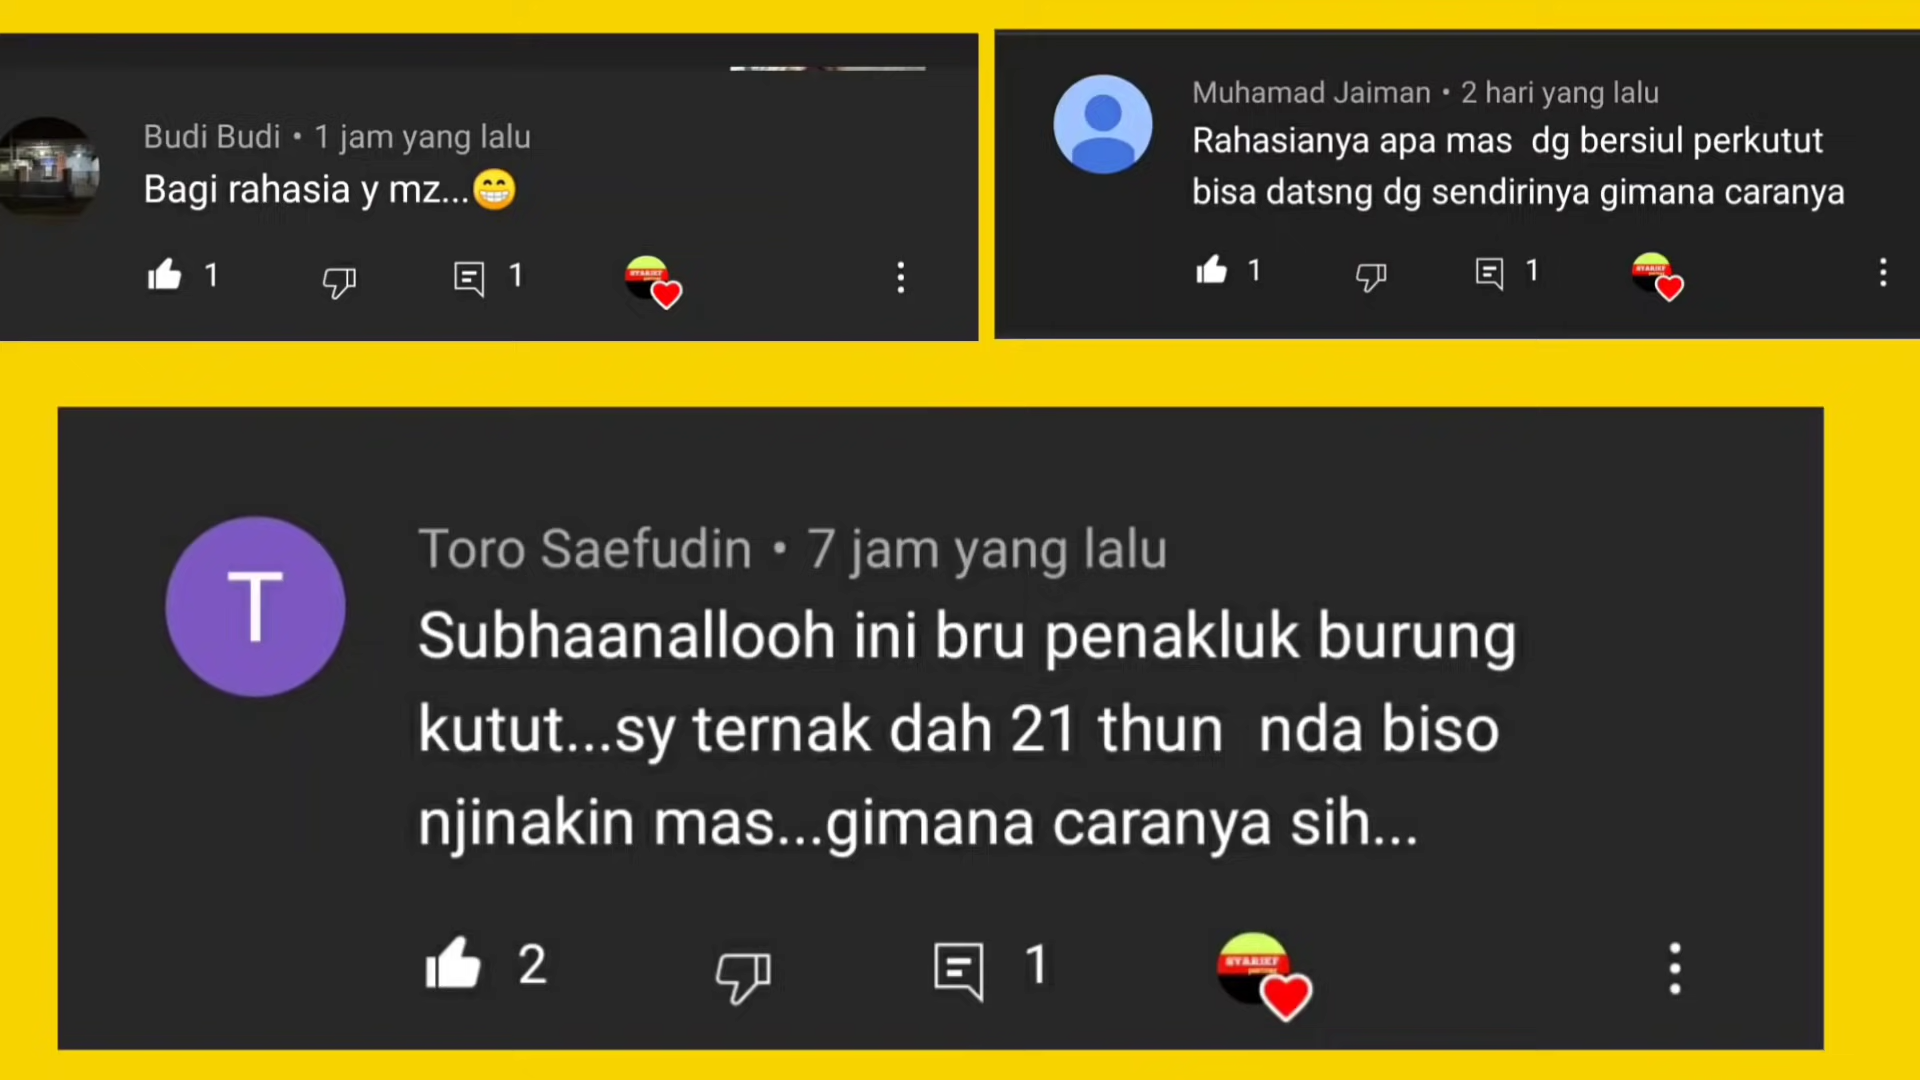 Budi Budi • 1 jam yang lalu
Bagi rahasia y mz...😁
1 1
SYARIEF
Muhamad Jaiman • 2 hari yang lalu
Rahasianya apa mas dg bersiul perkutut
bisa datsng dg sendirinya gimana caranya
1 1
SYARIEF
T
Toro Saefudin • 7 jam yang lalu
Subhaanallooh ini bru penakluk burung
kutut...sy ternak dah 21 thun nda biso
njinakin mas...gimana caranya sih...
2 1
SYARIEF